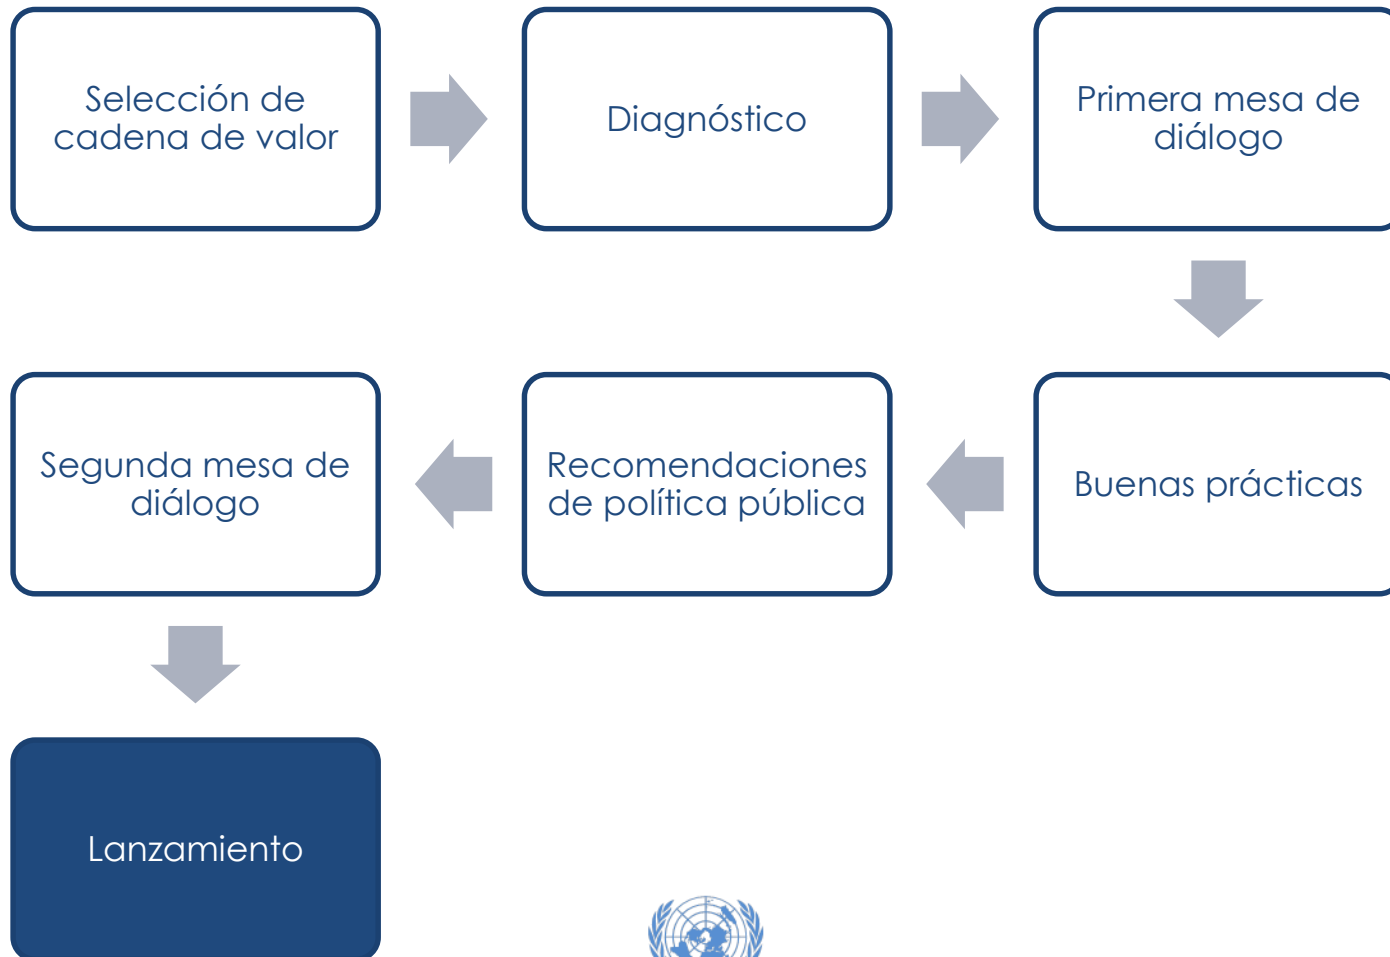 Selección de
cadena de valor
Diagnóstico
Primera mesa de
diálogo
Buenas prácticas
Recomendaciones
de política pública
Segunda mesa de
diálogo
Lanzamiento